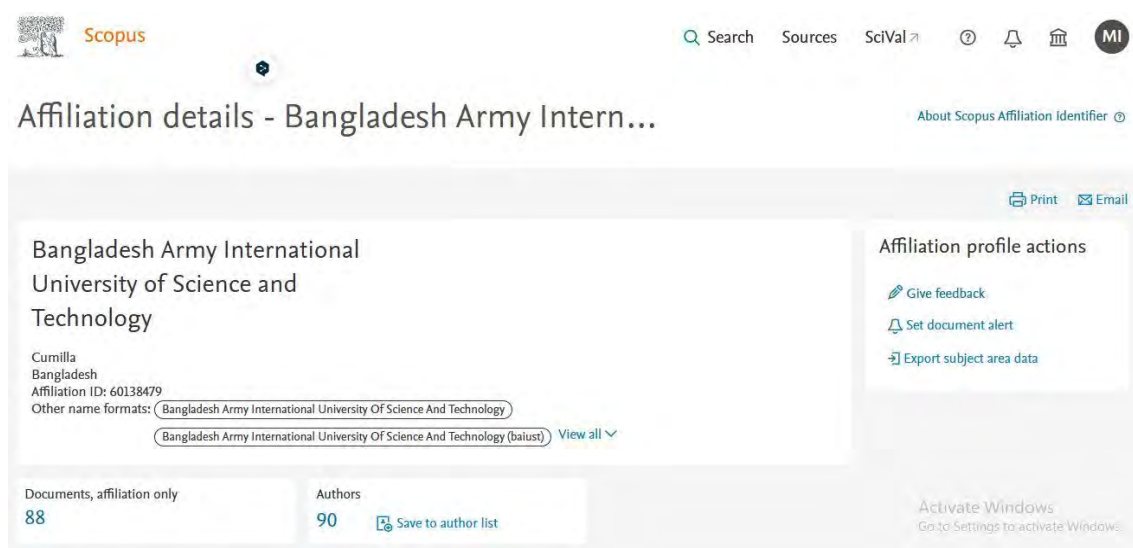 Scopus
Search Sources SciVal MI
Affiliation details - Bangladesh Army Intern...
About Scopus Affiliation Identifier
Print Email
Bangladesh Army International
University of Science and
Technology
Cumilla
Bangladesh
Affiliation ID: 60138479
Other name formats: Bangladesh Army International University Of Science And Technology
Bangladesh Army International University Of Science And Technology (baiust) View all
Affiliation profile actions
Give feedback
Set document alert
Export subject area data
Documents, affiliation only
88
Authors
90 Save to author list
Activate Windows
Go to Settings to activate Windows.